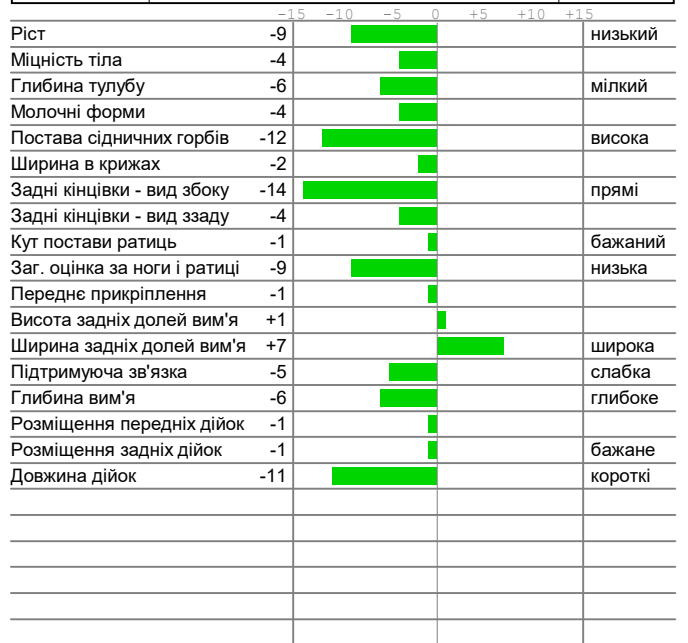 -15 -10 -5 0 +5 +10 +15
Ріст -9 низький
Міцність тіла -4
Глибина тулубу -6 мілкий
Молочні форми -4
Постава сідничних горбів -12 висока
Ширина в крижах -2
Задні кінцівки - вид збоку -14 прямі
Задні кінцівки - вид ззаду -4
Кут постави ратиць -1 бажаний
Заг. оцінка за ноги і ратиці -9 низька
Переднє прикріплення -1
Висота задніх долей вим'я +1
Ширина задніх долей вим'я +7 широка
Підтримуюча зв'язка -5 слабка
Глибина вим'я -6 глибоке
Розміщення передніх дійок -1
Розміщення задніх дійок -1 бажане
Довжина дійок -11 короткі